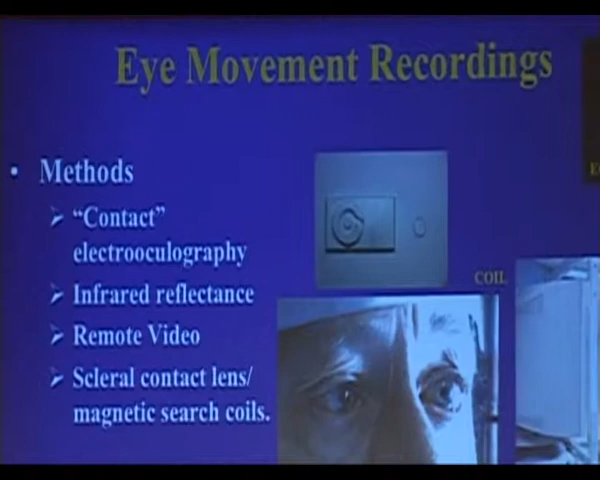 Eye Movement Recordings
• Methods
➢ “Contact”
electrooculography
➢ Infrared reflectance
➢ Remote Video
➢ Scleral contact lens/
magnetic search coils.
COIL